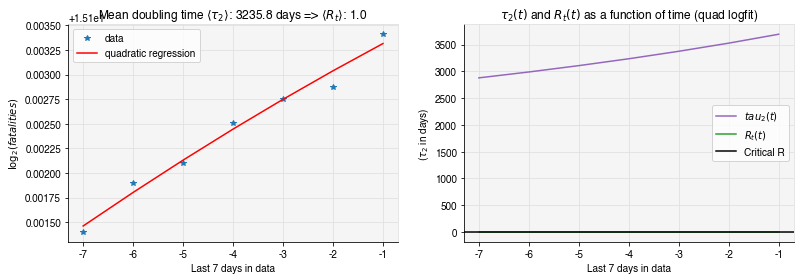 Mean doubling time ⟨τ₂⟩: 3235.8 days => ⟨Rₜ⟩: 1.0
+1.51e1
0.00350
0.00325
0.00300
0.00275
0.00250
0.00225
0.00200
0.00175
0.00150
log₂(fatalities)
data
quadratic regression
-7 -6 -5 -4 -3 -2 -1
Last 7 days in data
τ₂(t) and Rₜ(t) as a function of time (quad logfit)
3500
3000
2500
2000
1500
1000
500
0
(τ₂ in days)
tau₂(t)
Rₜ(t)
Critical R
-7 -6 -5 -4 -3 -2 -1
Last 7 days in data